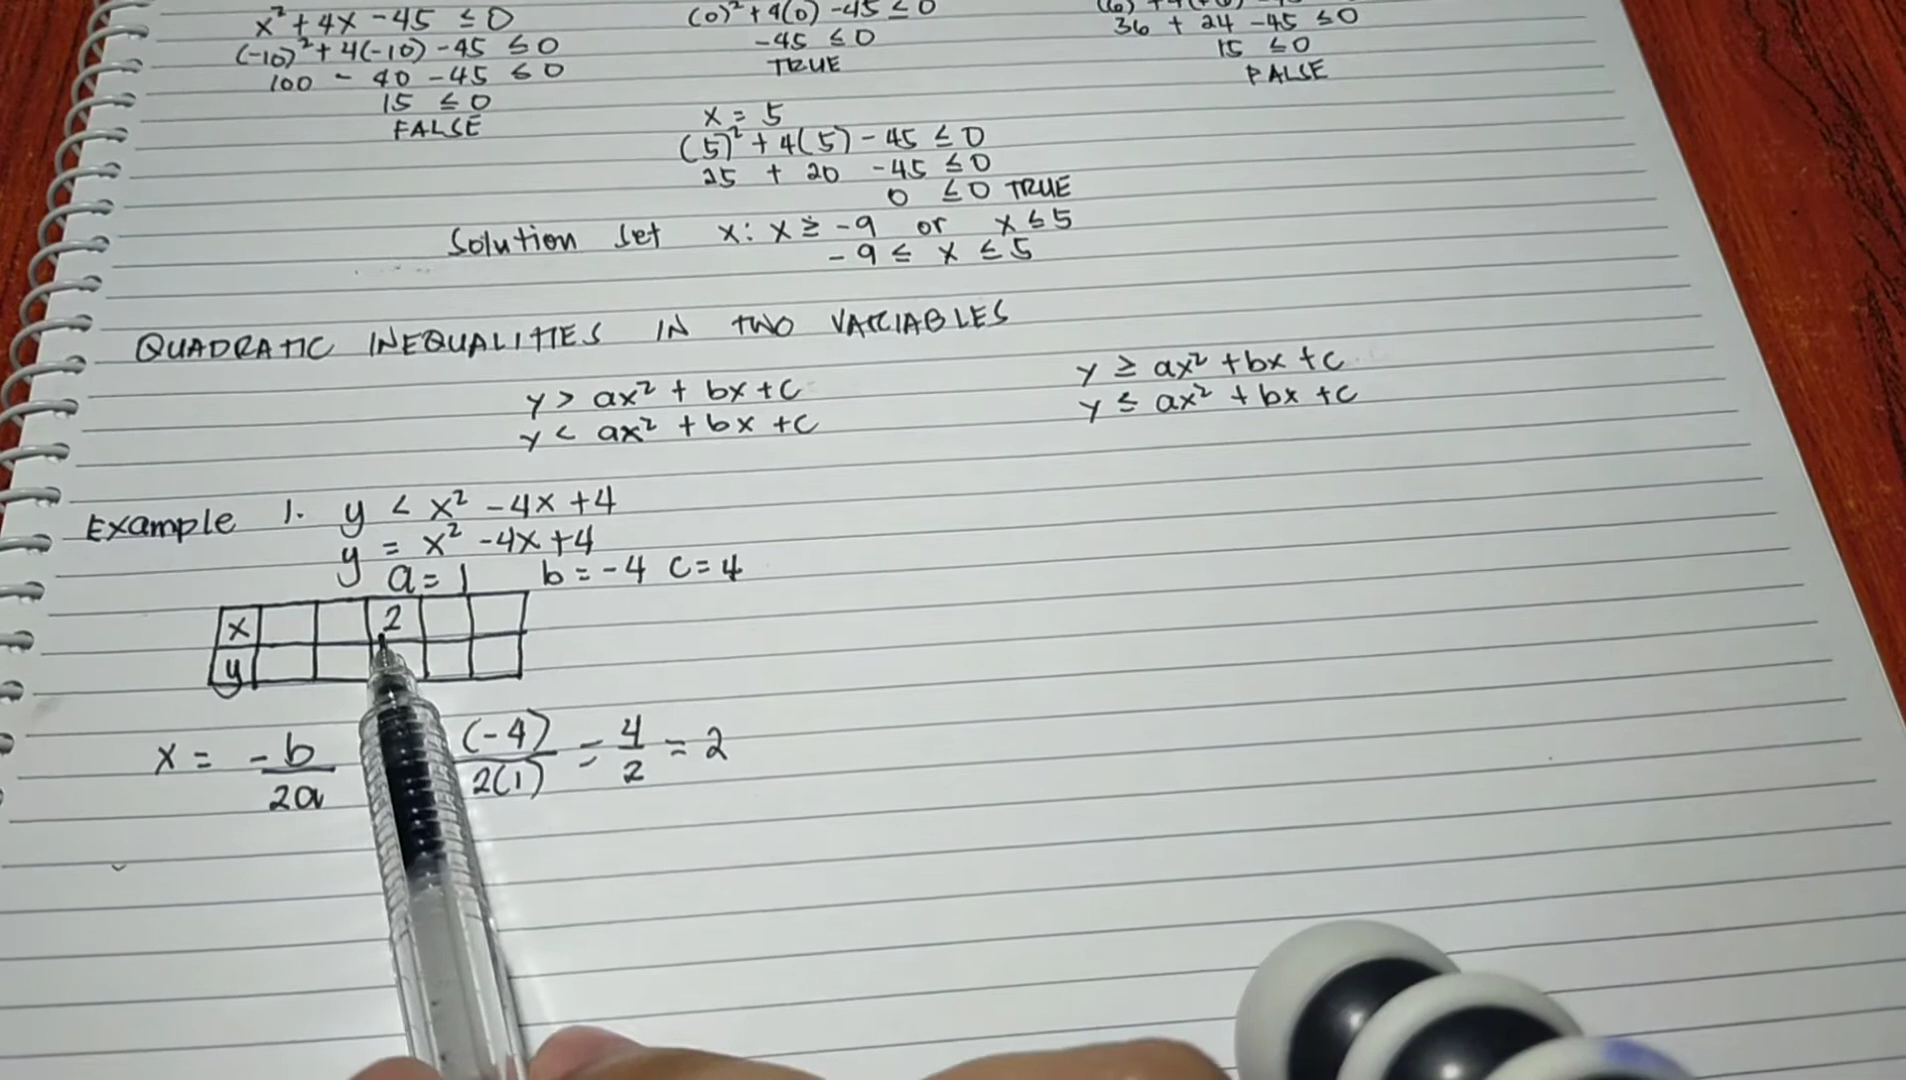 x² + 4x - 45 ≤ 0
(-10)² + 4(-10) - 45 ≤ 0
100 - 40 - 45 ≤ 0
15 ≤ 0
FALSE
(0)² + 4(0) - 45 ≤ 0
-45 ≤ 0
TRUE
36 + 24 - 45 ≤ 0
15 ≤ 0
FALSE
x = 5
(5)² + 4(5) - 45 ≤ 0
25 + 20 - 45 ≤ 0
0 ≤ 0 TRUE
Solution set x: x ≥ -9 or x ≤ 5
-9 ≤ x ≤ 5
QUADRATIC INEQUALITIES IN TWO VARIABLES
y > ax² + bx + c
y < ax² + bx + c
y ≥ ax² + bx + c
y ≤ ax² + bx + c
Example 1. y < x² - 4x + 4
y = x² - 4x + 4
y a = 1 b = -4 c = 4
x 2
y
x = -b/2a (-4)/2(1) = 4/2 = 2